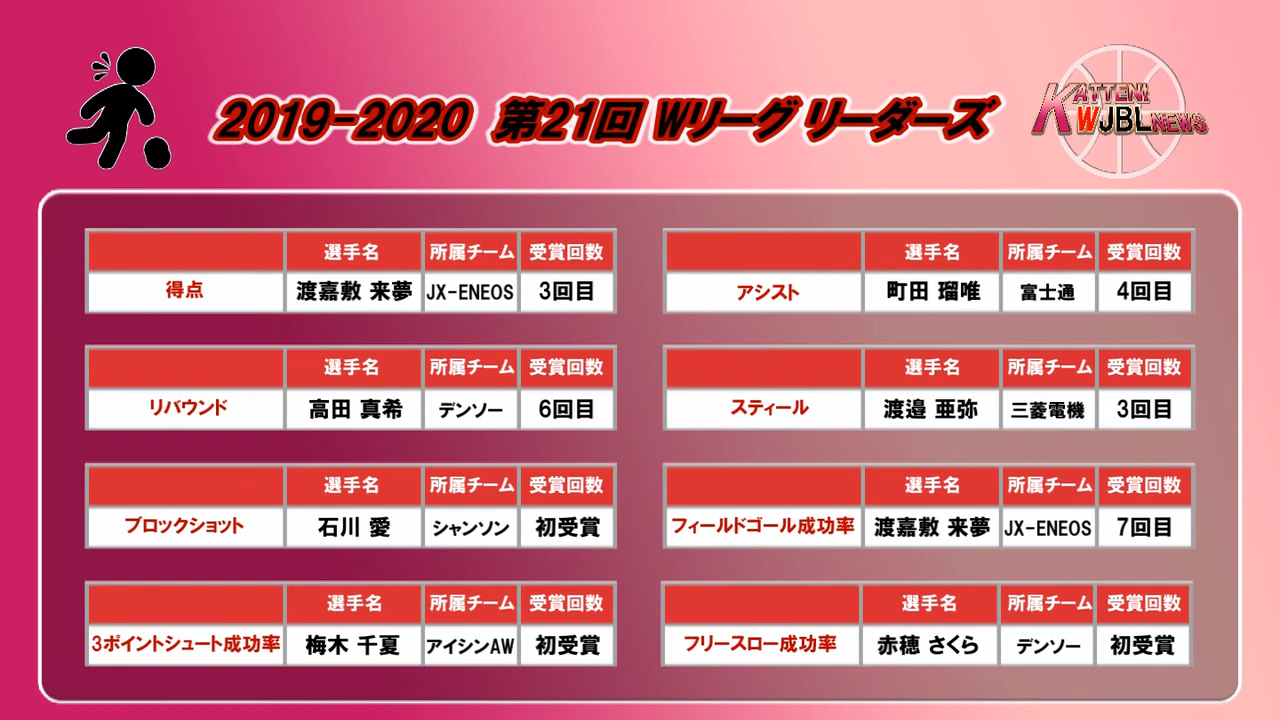 2019-2020 第21回 Wリーグ リーダーズ
KATTENI
WJBL NEWS
選手名 所属チーム 受賞回数
得点 渡嘉敷 来夢 JX-ENEOS 3回目
選手名 所属チーム 受賞回数
アシスト 町田 瑠唯 富士通 4回目
選手名 所属チーム 受賞回数
リバウンド 高田 真希 デンソー 6回目
選手名 所属チーム 受賞回数
スティール 渡邉 亜弥 三菱電機 3回目
選手名 所属チーム 受賞回数
ブロックショット 石川 愛 シャンソン 初受賞
選手名 所属チーム 受賞回数
フィールドゴール成功率 渡嘉敷 来夢 JX-ENEOS 7回目
選手名 所属チーム 受賞回数
3ポイントシュート成功率 梅木 千夏 アイシンAW 初受賞
選手名 所属チーム 受賞回数
フリースロー成功率 赤穂 さくら デンソー 初受賞